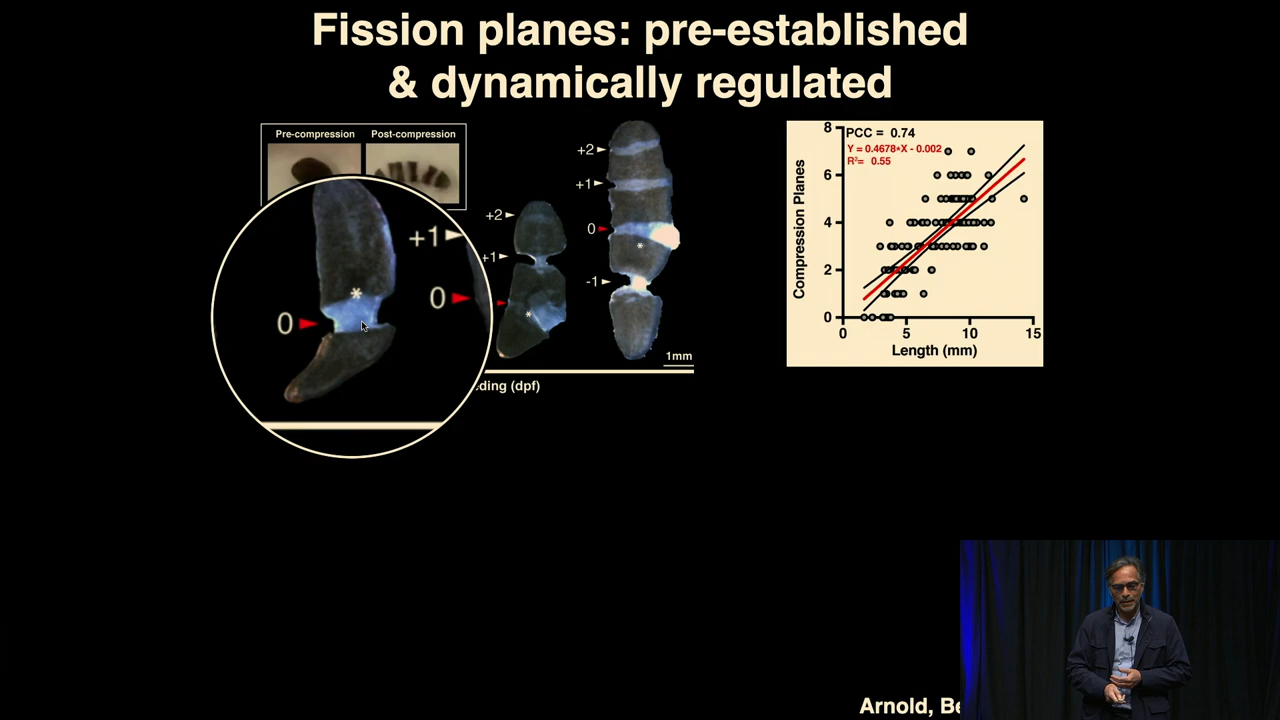 Fission planes: pre-established
& dynamically regulated
Pre-compression
Post-compression
+1
0
0
*
+2
+1
*
+2
+1
0
*
-1
1mm
ding (dpf)
PCC = 0.74
Y = 0.4678*X - 0.002
R²= 0.55
Compression Planes
8
6
4
2
0
0
5
10
15
Length (mm)
Arnold, Be